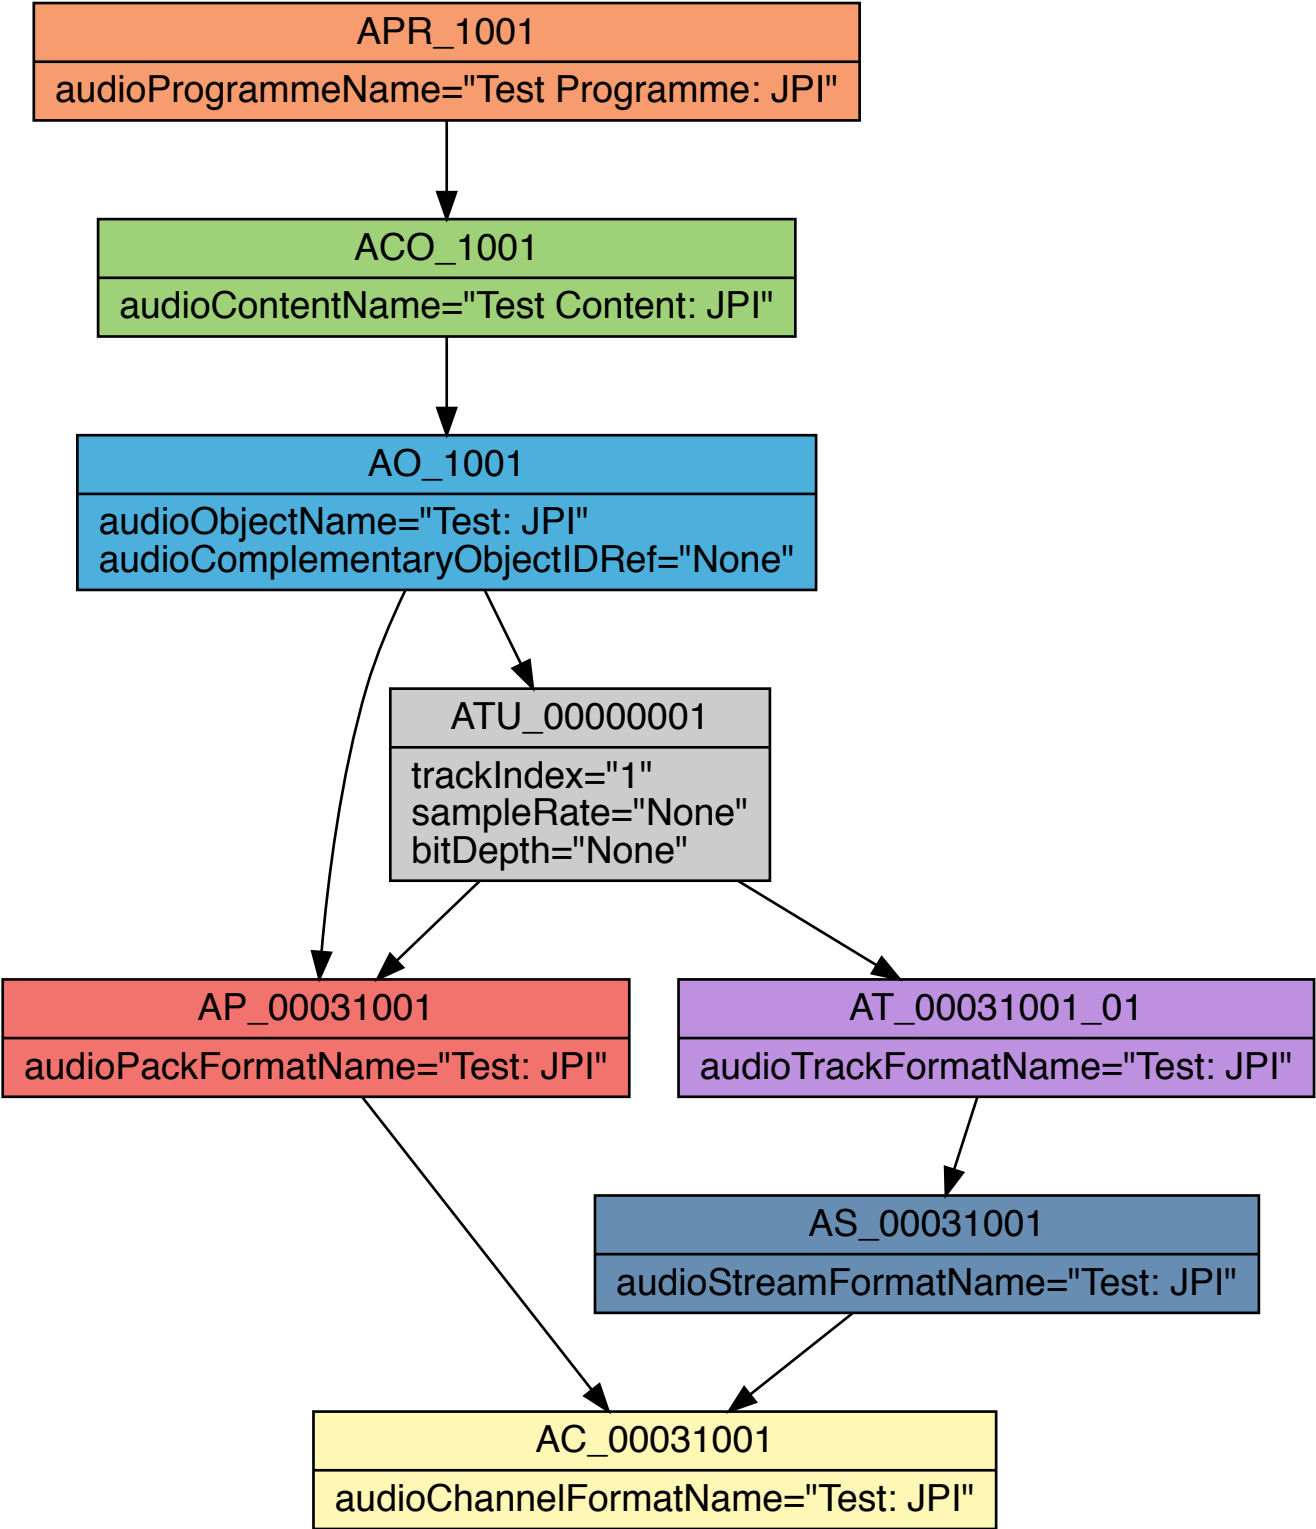 APR_1001
audioProgrammeName="Test Programme: JPI"
ACO_1001
audioContentName="Test Content: JPI"
AO_1001
audioObjectName="Test: JPI"
audioComplementaryObjectIDRef="None"
ATU_00000001
trackIndex="1"
sampleRate="None"
bitDepth="None"
AP_00031001
audioPackFormatName="Test: JPI"
AT_00031001_01
audioTrackFormatName="Test: JPI"
AS_00031001
audioStreamFormatName="Test: JPI"
AC_00031001
audioChannelFormatName="Test: JPI"